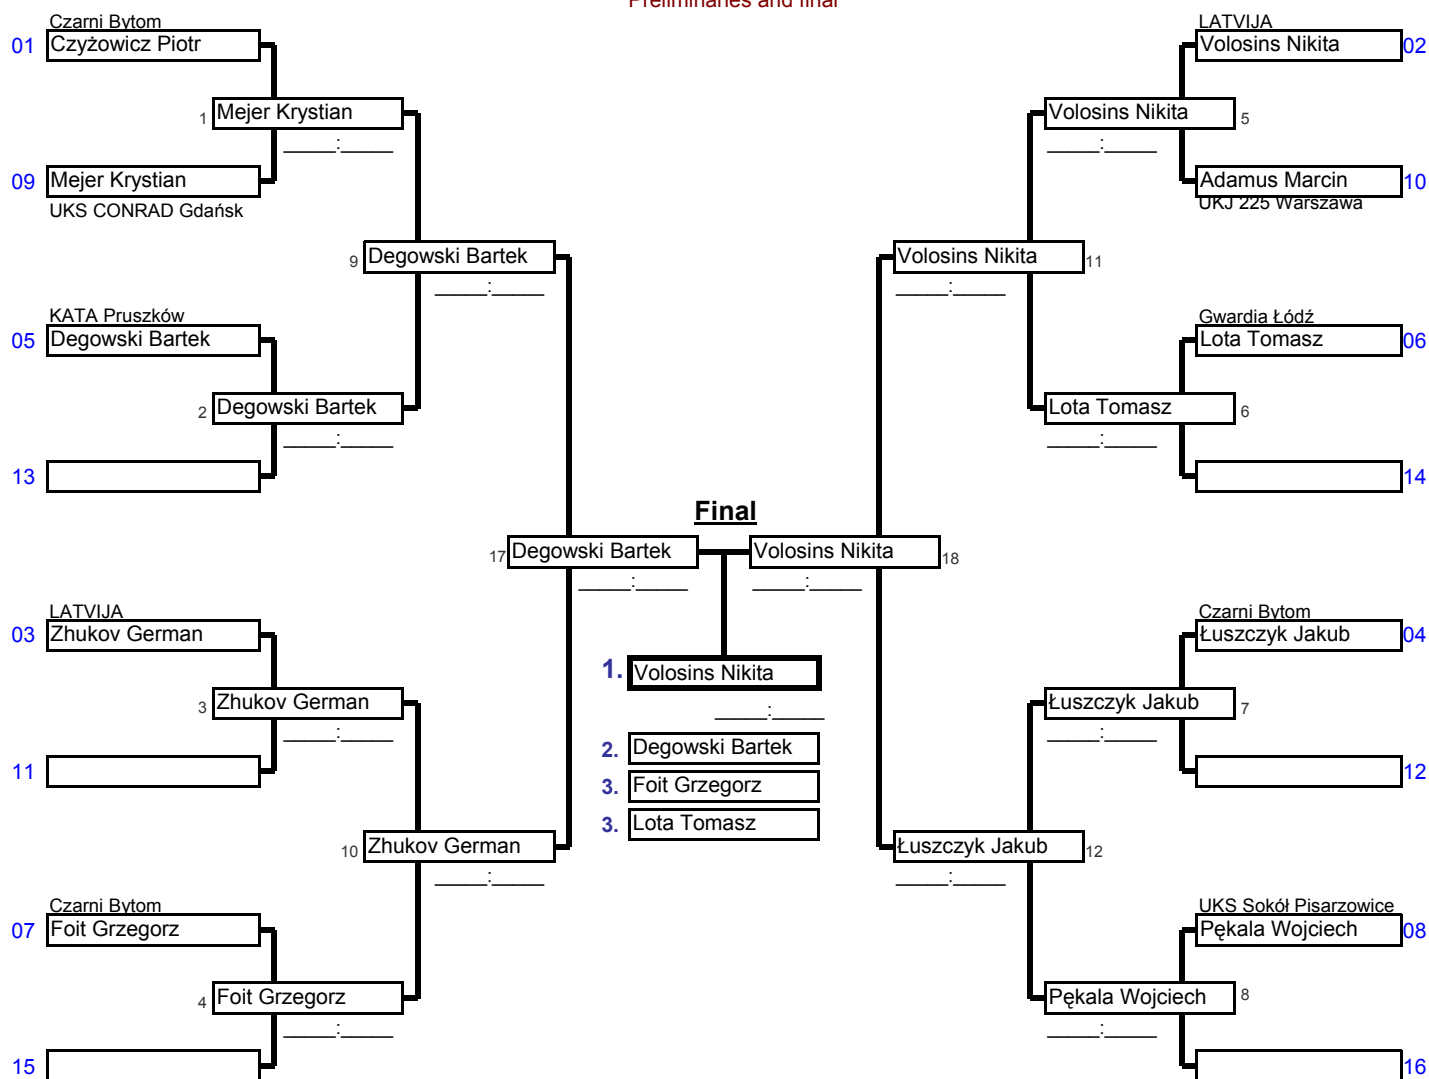 Preliminaries and final
Czarni Bytom
01 Czyżowicz Piotr
LATVIJA
Volosins Nikita 02
1 Mejer Krystian
_____:_____
Volosins Nikita 5
_____:_____
09 Mejer Krystian
UKS CONRAD Gdańsk
Adamus Marcin 10
UKJ 225 Warszawa
9 Degowski Bartek
_____:_____
Volosins Nikita 11
_____:_____
KATA Pruszków
05 Degowski Bartek
Gwardia Łódź
Lota Tomasz 06
2 Degowski Bartek
_____:_____
Lota Tomasz 6
_____:_____
13
14
Final
17 Degowski Bartek
_____:_____
Volosins Nikita 18
_____:_____
LATVIJA
03 Zhukov German
Czarni Bytom
Łuszczyk Jakub 04
1. Volosins Nikita
_____:_____
3 Zhukov German
_____:_____
Łuszczyk Jakub 7
_____:_____
2. Degowski Bartek
3. Foit Grzegorz
3. Lota Tomasz
11
12
10 Zhukov German
_____:_____
Łuszczyk Jakub 12
_____:_____
Czarni Bytom
07 Foit Grzegorz
UKS Sokół Pisarzowice
Pękala Wojciech 08
4 Foit Grzegorz
_____:_____
Pękala Wojciech 8
_____:_____
15
16